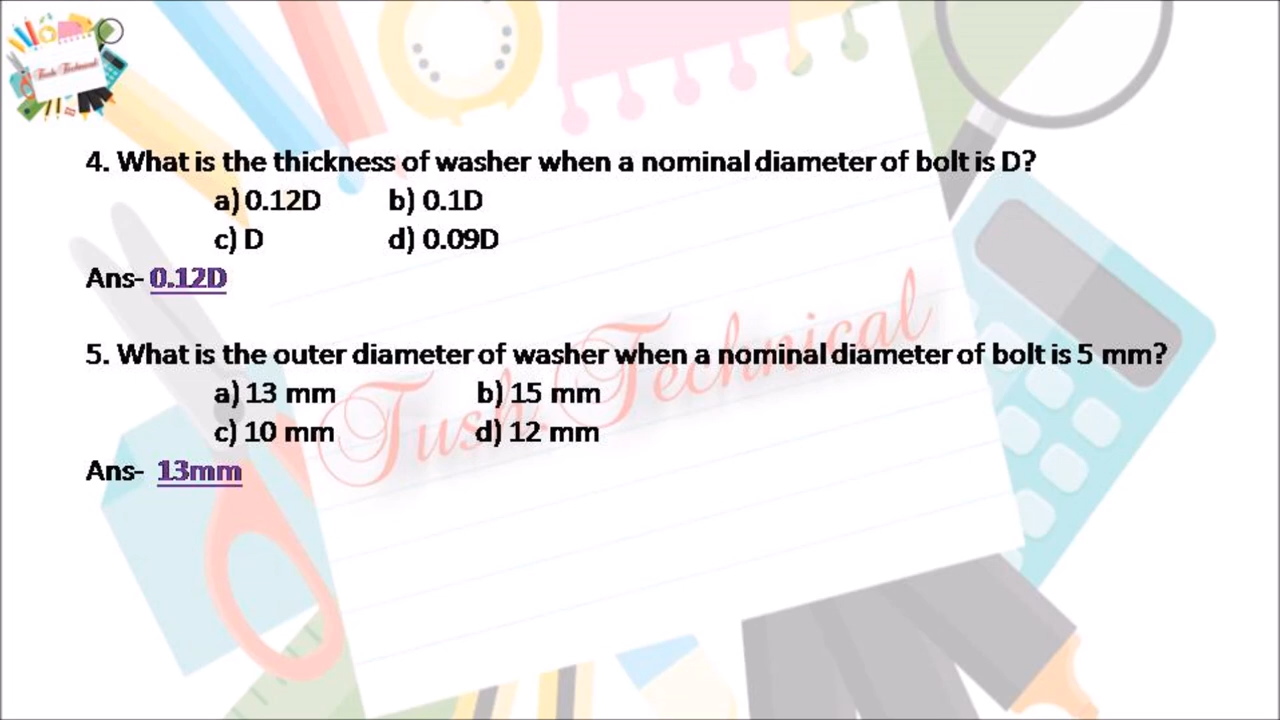 Tush Technical
4. What is the thickness of washer when a nominal diameter of bolt is D?
a) 0.12D b) 0.1D
c) D d) 0.09D
Ans- 0.12D
5. What is the outer diameter of washer when a nominal diameter of bolt is 5 mm?
a) 13 mm b) 15 mm
c) 10 mm d) 12 mm
Ans- 13mm
Tush Technical